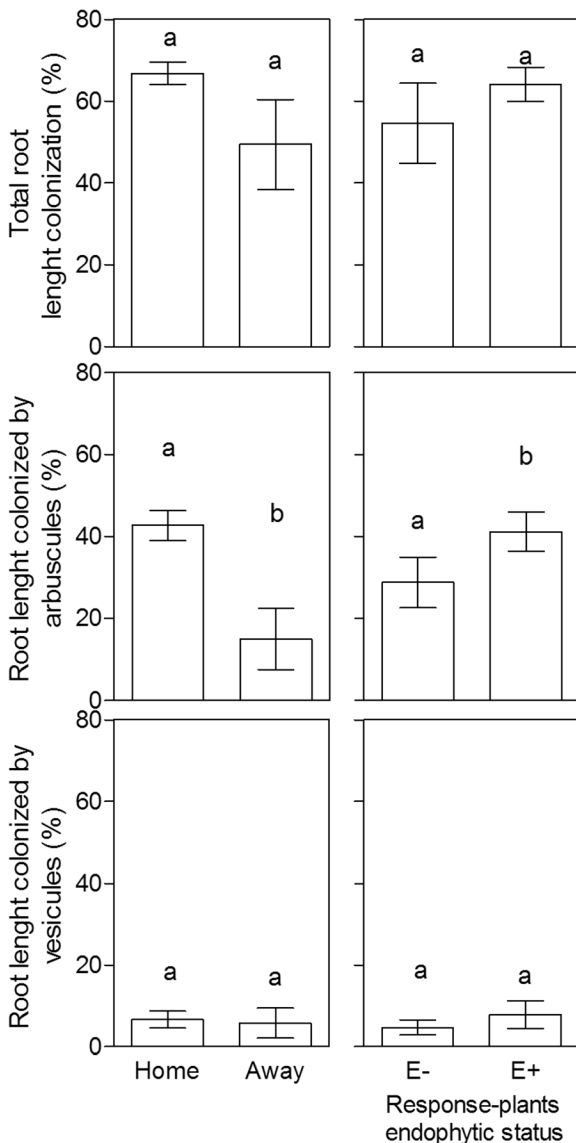 Total root
lenght colonization (%)
80
60
40
20
0
a
a
a
a
Root lenght colonized by
arbuscules (%)
80
60
40
20
0
a
b
a
b
Root lenght colonized by
vesicules (%)
80
60
40
20
0
a
a
a
a
Home
Away
E-
E+
Response-plants
endophytic status